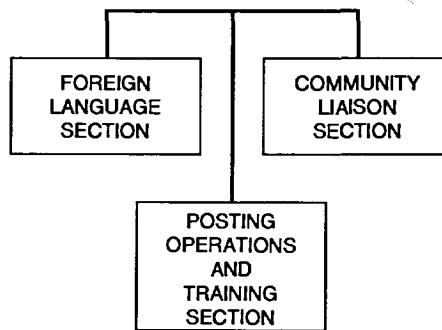 FOREIGN
LANGUAGE
SECTION
COMMUNITY
LIAISON
SECTION
POSTING
OPERATIONS
AND
TRAINING
SECTION